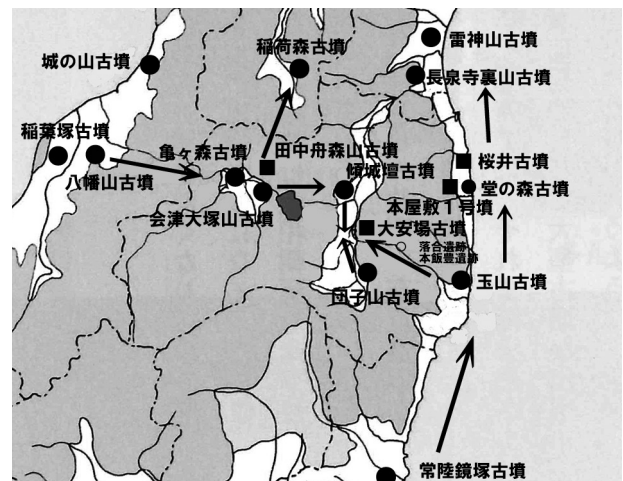 稲荷森古墳
雷神山古墳
城の山古墳
長泉寺裏山古墳
稲葉塚古墳
亀ヶ森古墳
田中舟森山古墳
桜井古墳
八幡山古墳
傾城壇古墳
堂の森古墳
会津大塚山古墳
本屋敷1号墳
大安場古墳
落合遺跡
本飯豊遺跡
玉山古墳
団子山古墳
常陸鏡塚古墳